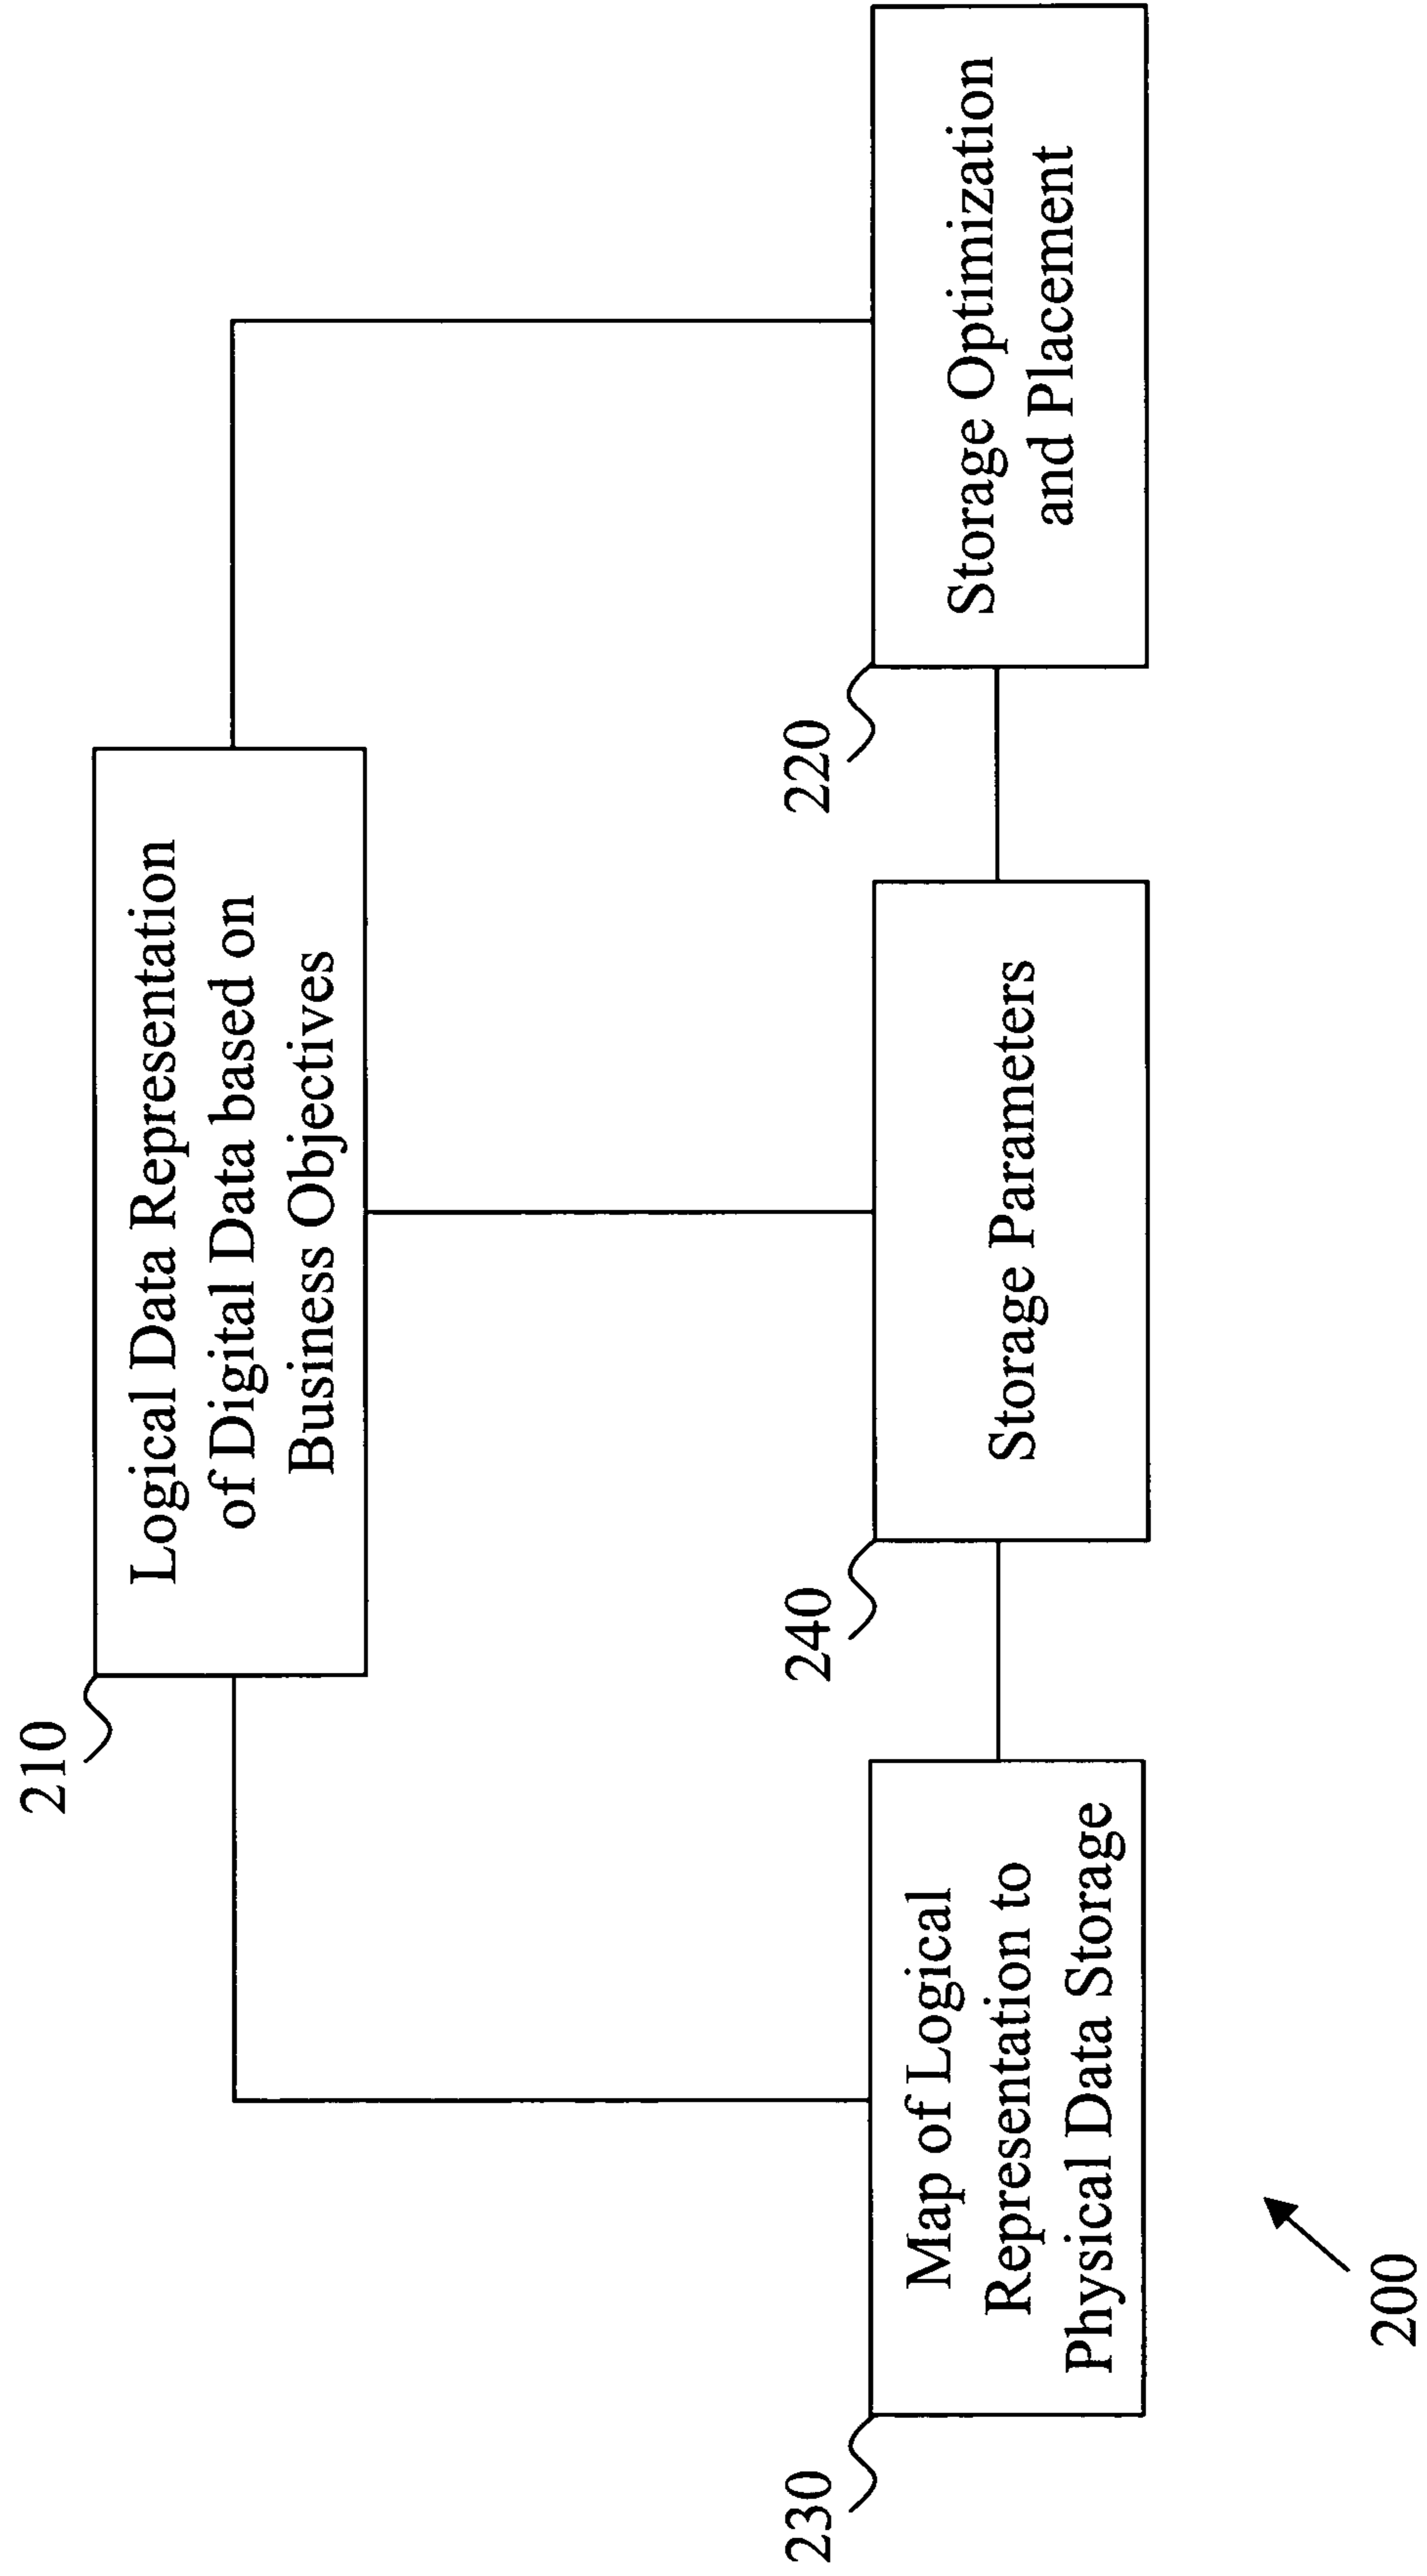 210
Logical Data Representation
of Digital Data based on
Business Objectives
230
Map of Logical
Representation to
Physical Data Storage
240
Storage Parameters
220
Storage Optimization
and Placement
200